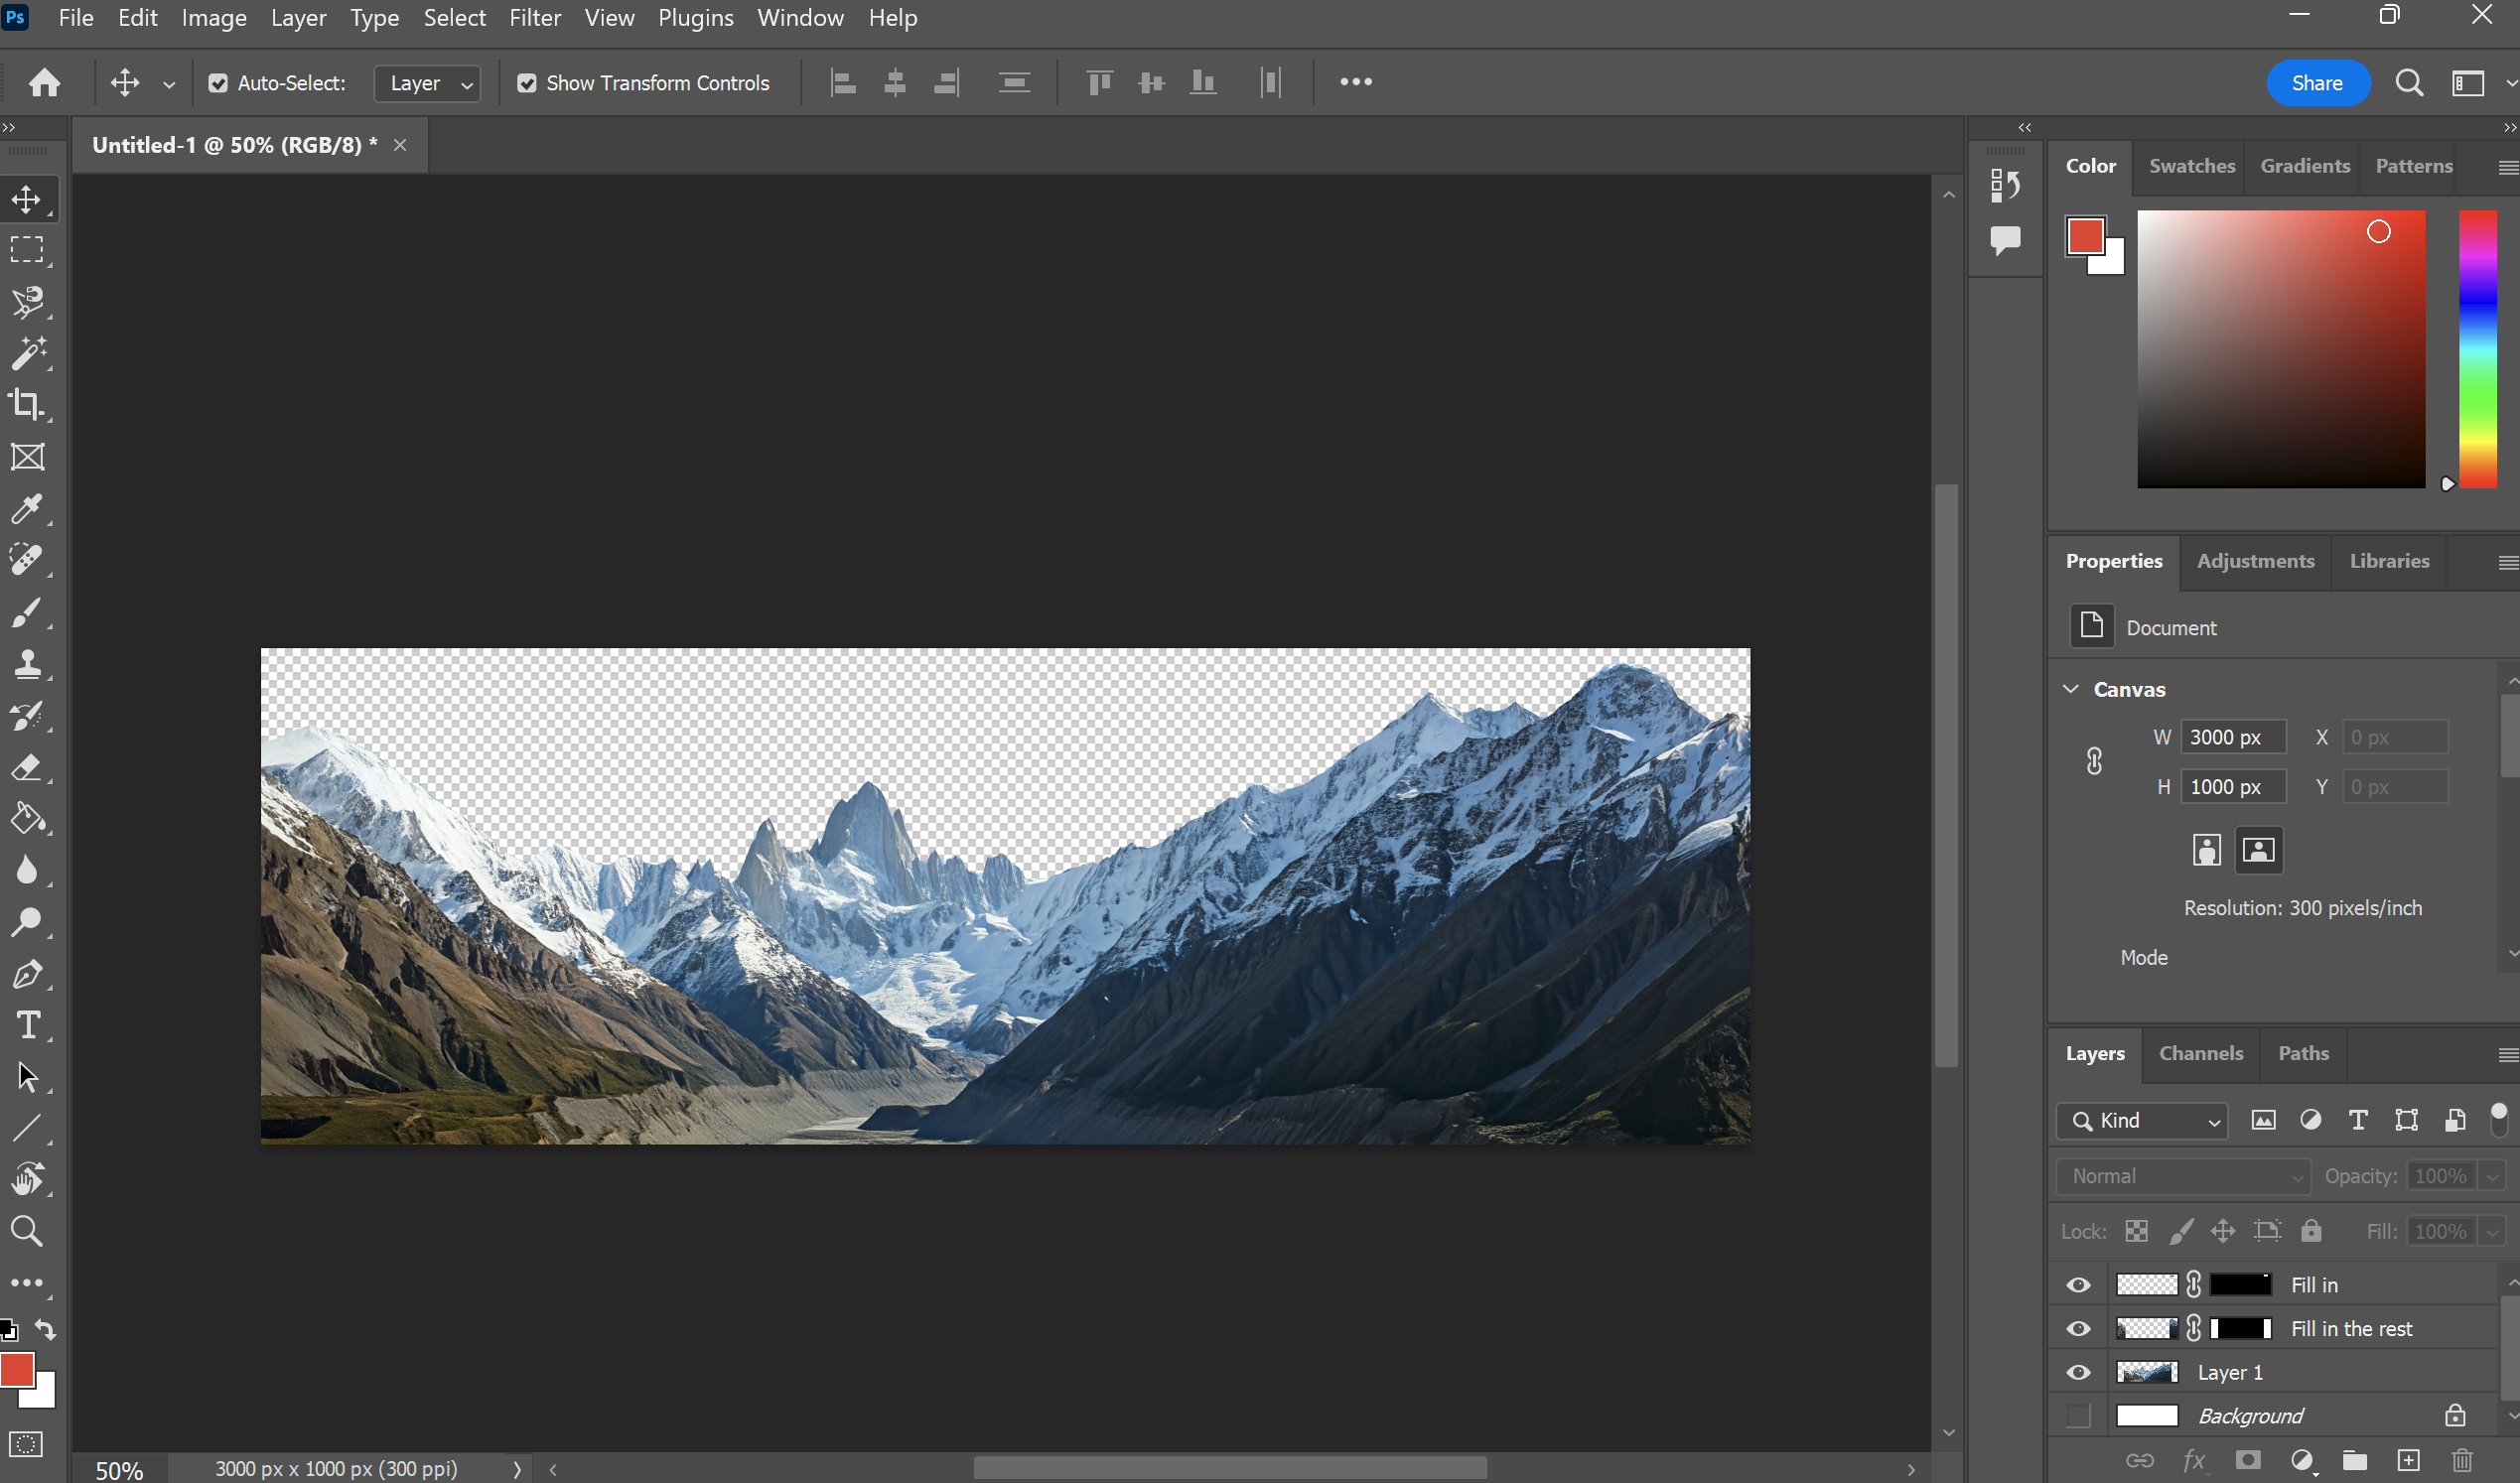 Ps File Edit Image Layer Type Select Filter View Plugins Window Help
Auto-Select: Layer Show Transform Controls Share
Untitled-1 @ 50% (RGB/8) *
Color Swatches Gradients Patterns
Properties Adjustments Libraries
Document
Canvas
W 3000 px X 0 px
H 1000 px Y 0 px
Resolution: 300 pixels/inch
Mode
Layers Channels Paths
Kind
Normal Opacity: 100%
Lock: Fill: 100%
Fill in
Fill in the rest
Layer 1
Background
fx
50% 3000 px x 1000 px (300 ppi)